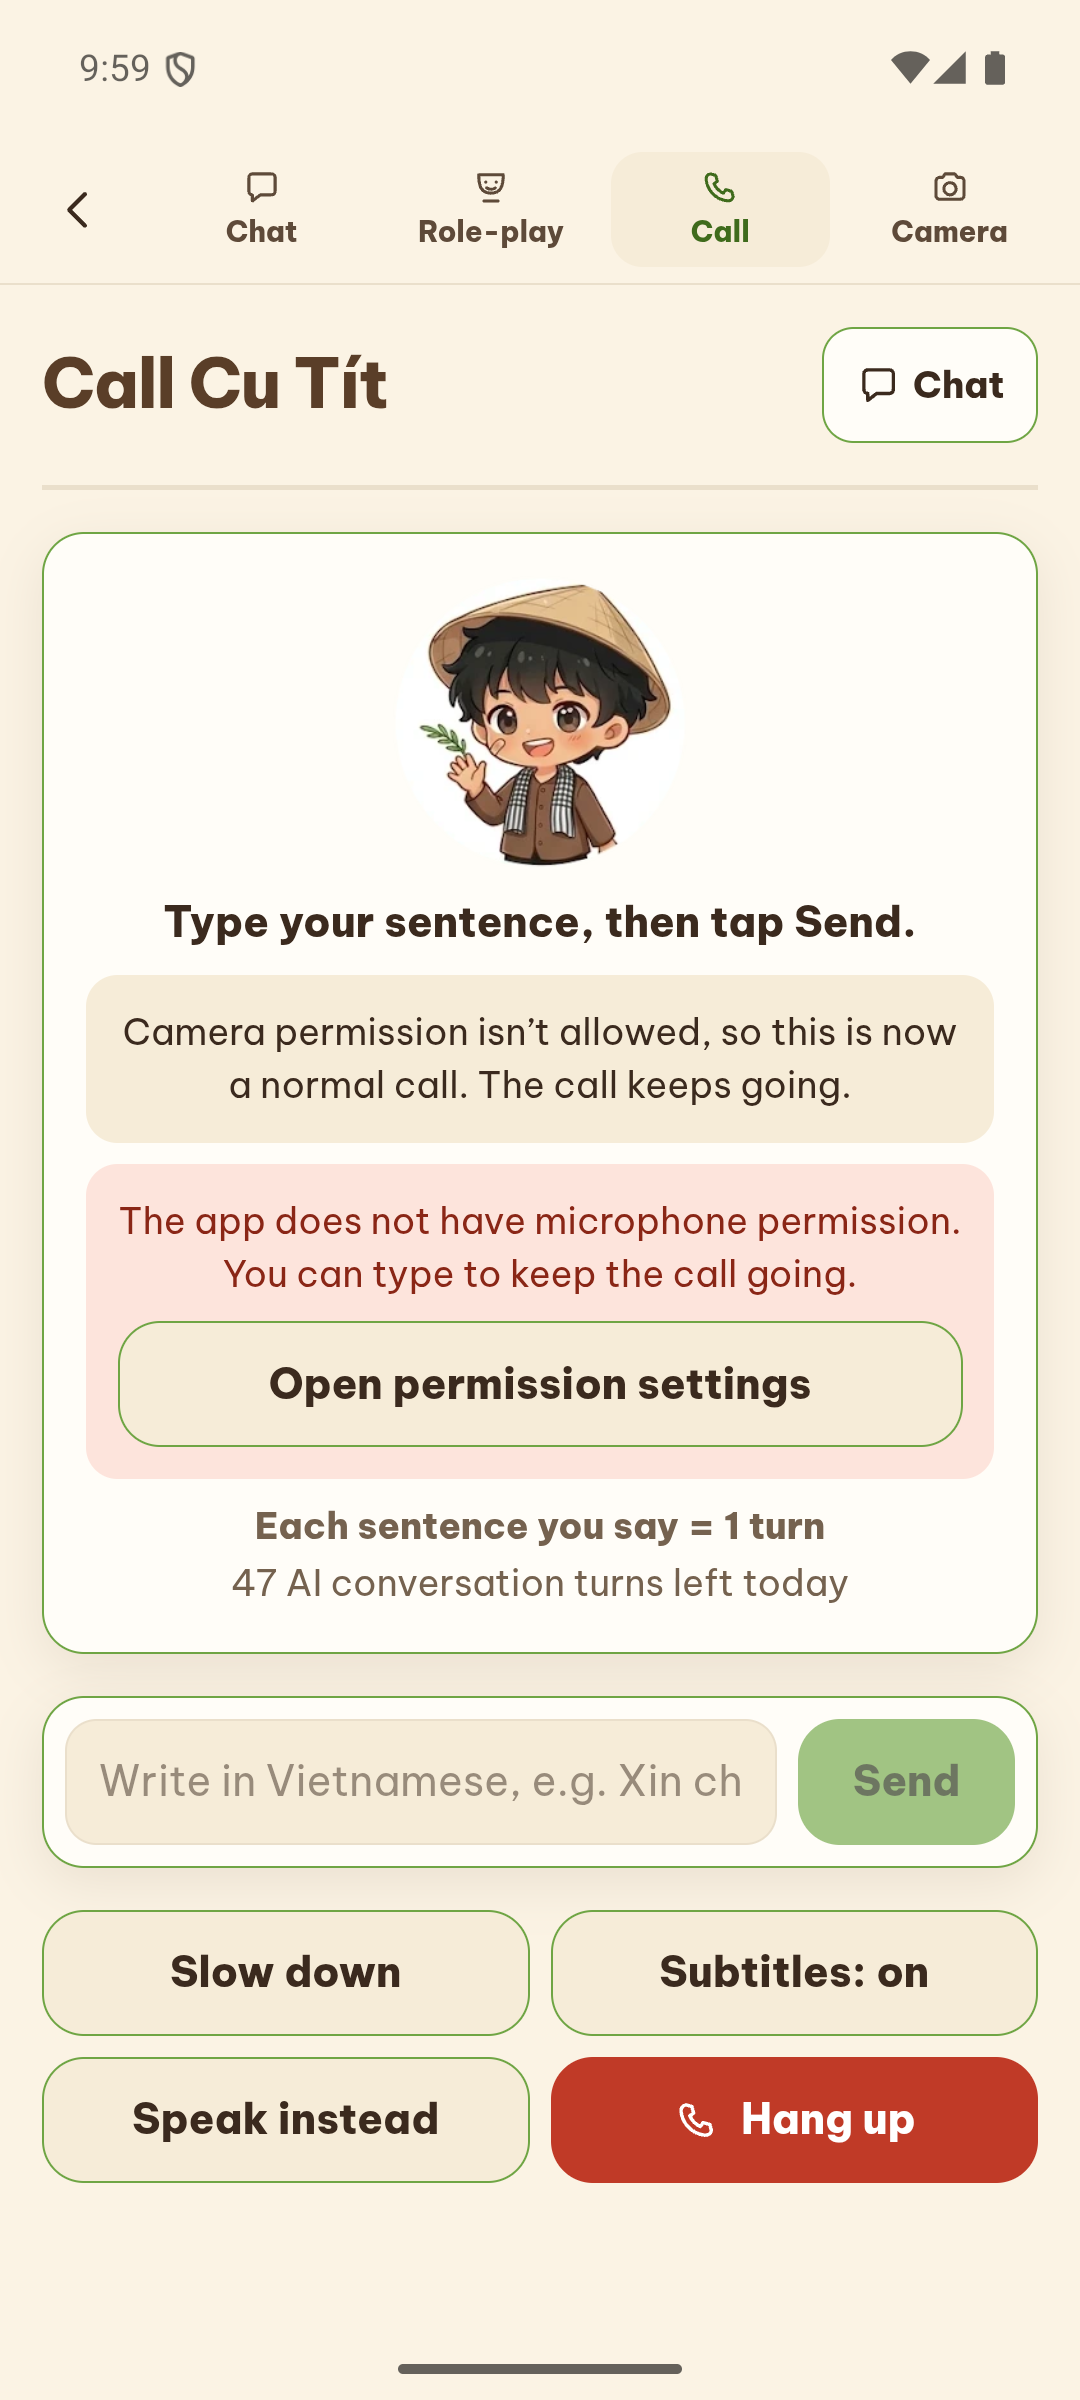 9:59
Chat
Role-play
Call
Camera
Call Cu Tít
Chat
Type your sentence, then tap Send.
Camera permission isn’t allowed, so this is now
a normal call. The call keeps going.
The app does not have microphone permission.
You can type to keep the call going.
Open permission settings
Each sentence you say = 1 turn
47 AI conversation turns left today
Write in Vietnamese, e.g. Xin ch
Send
Slow down
Subtitles: on
Speak instead
Hang up